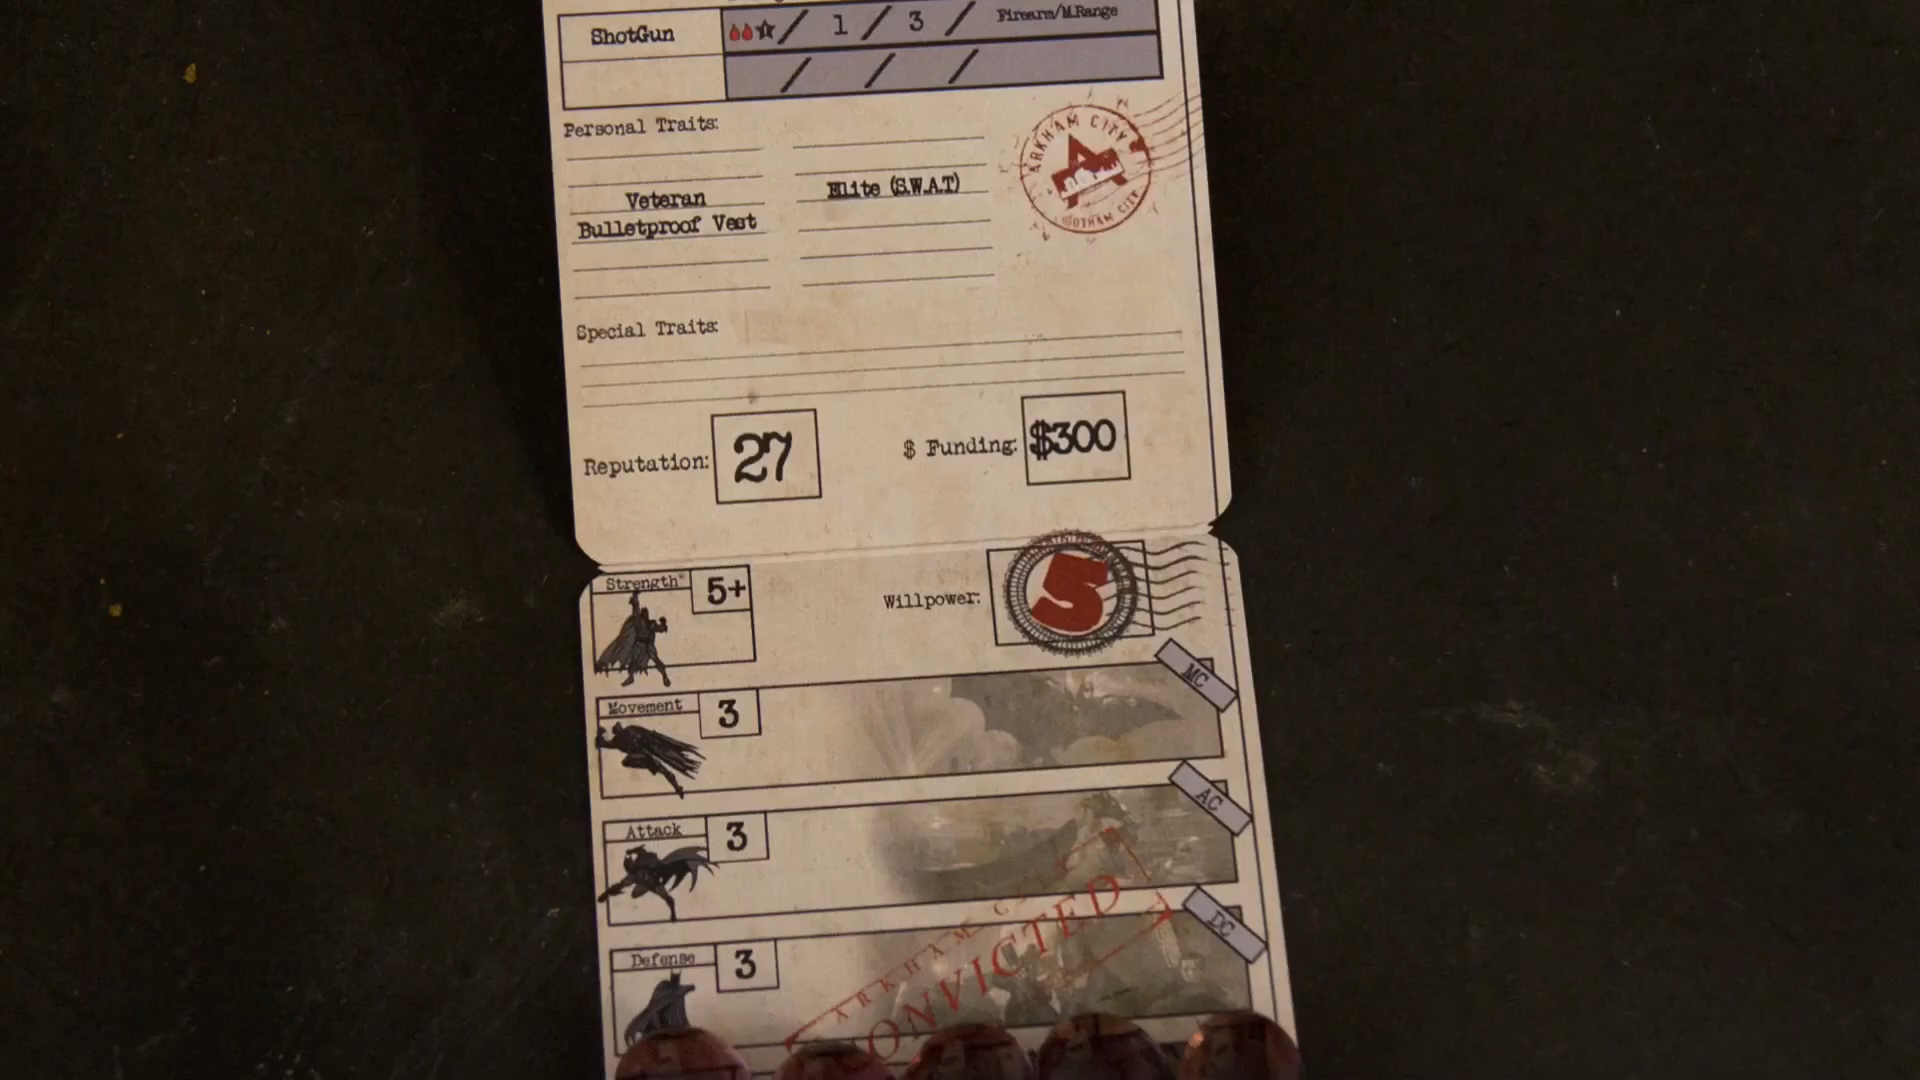 ShotGun / 1 / 3 / Firearm/M.Range
/ / /
Personal Traits:
Veteran
Bulletproof Vest
Elite (S.W.A.T)
ARKHAM CITY
GOTHAM CITY
Special Traits:
Reputation: 27
$ Funding: $300
Strength* 5+
Willpower: 5
MC
Movement 3
AC
Attack 3
DC
Defense 3
ARKHAM C
CONVICTED